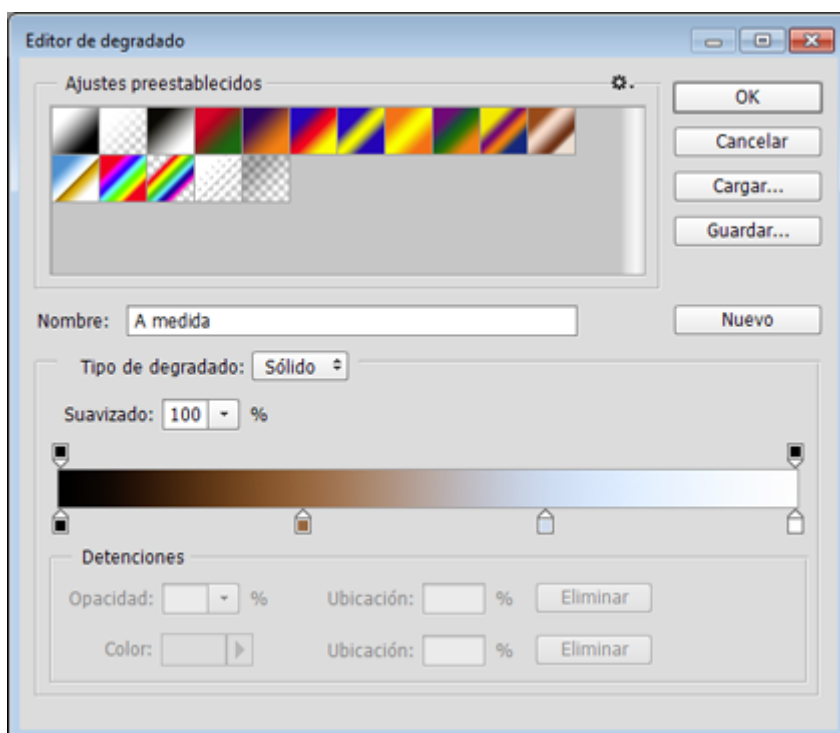 Editor de degradado
Ajustes preestablecidos
OK
Cancelar
Cargar...
Guardar...
Nombre: A medida
Nuevo
Tipo de degradado: Sólido
Suavizado: 100 %
Detenciones
Opacidad: % Ubicación: % Eliminar
Color: Ubicación: % Eliminar